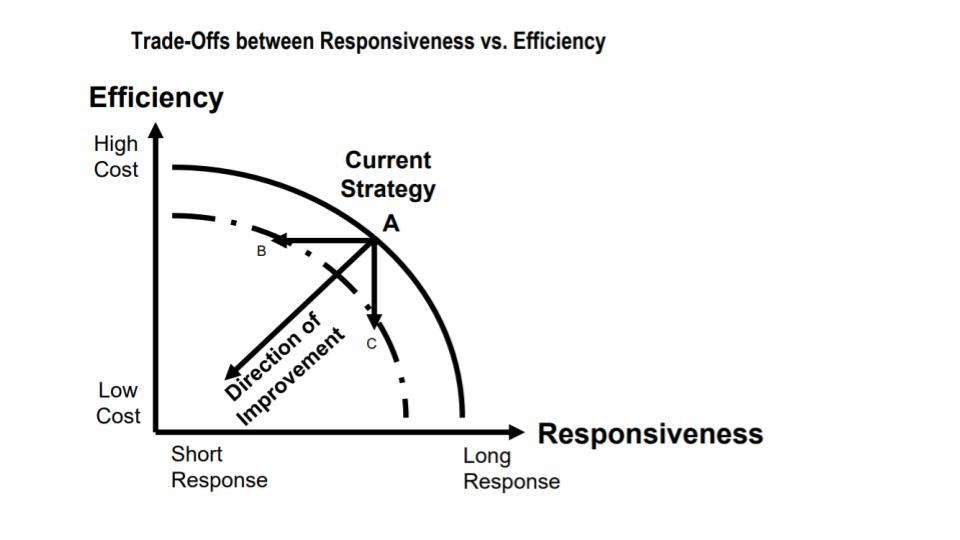 Trade-Offs between Responsiveness vs. Efficiency
Efficiency
High
Cost
Current
Strategy
A
B
C
Direction of
Improvement
Low
Cost
Responsiveness
Short
Response
Long
Response